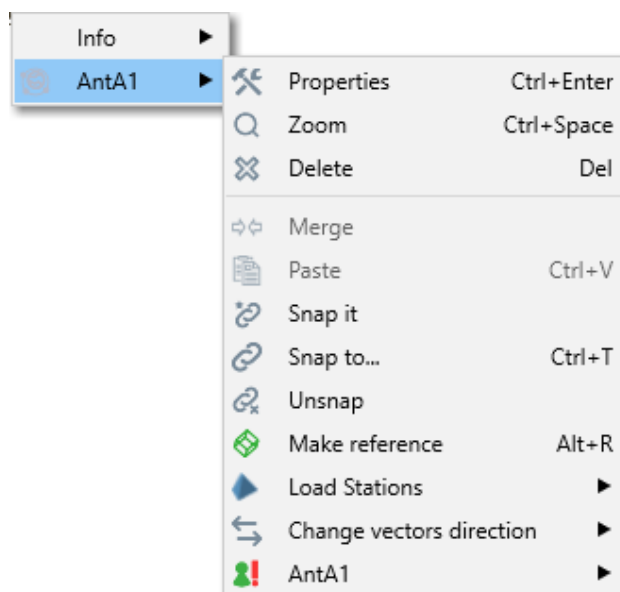 Info
AntA1
Properties Ctrl+Enter
Zoom Ctrl+Space
Delete Del
Merge
Paste Ctrl+V
Snap it
Snap to... Ctrl+T
Unsnap
Make reference Alt+R
Load Stations
Change vectors direction
AntA1